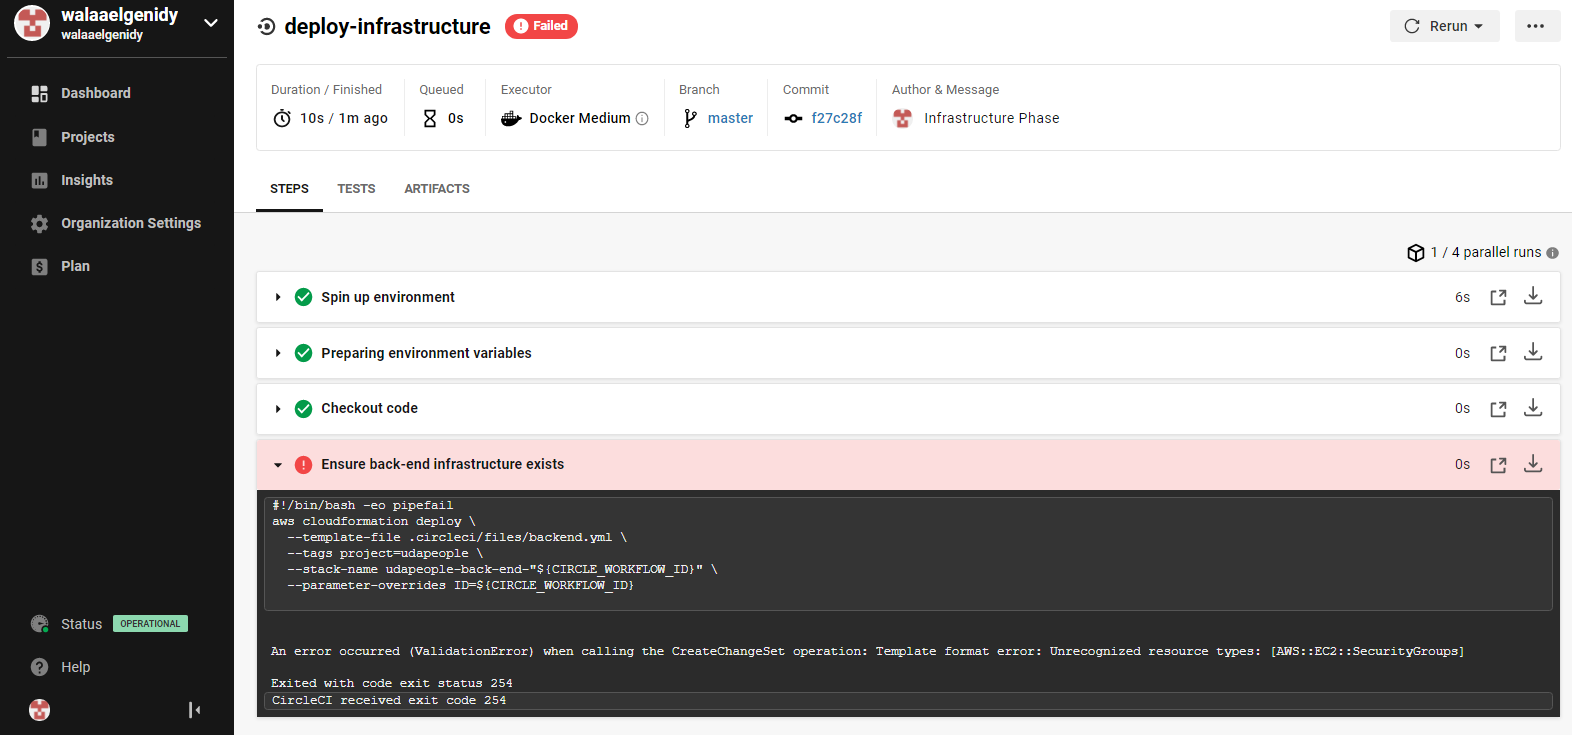 walaaelgenidy
walaaelgenidy
Dashboard
Projects
Insights
Organization Settings
Plan
Status OPERATIONAL
Help
deploy-infrastructure Failed
Rerun
Duration / Finished
10s / 1m ago
Queued
0s
Executor
Docker Medium
Branch
master
Commit
f27c28f
Author & Message
Infrastructure Phase
STEPS TESTS ARTIFACTS
1 / 4 parallel runs
Spin up environment 6s
Preparing environment variables 0s
Checkout code 0s
Ensure back-end infrastructure exists 0s
#!/bin/bash -eo pipefail
aws cloudformation deploy \
  --template-file .circleci/files/backend.yml \
  --tags project=udapeople \
  --stack-name udapeople-back-end-"${CIRCLE_WORKFLOW_ID}" \
  --parameter-overrides ID=${CIRCLE_WORKFLOW_ID}
An error occurred (ValidationError) when calling the CreateChangeSet operation: Template format error: Unrecognized resource types: [AWS::EC2::SecurityGroups]
Exited with code exit status 254
CircleCI received exit code 254